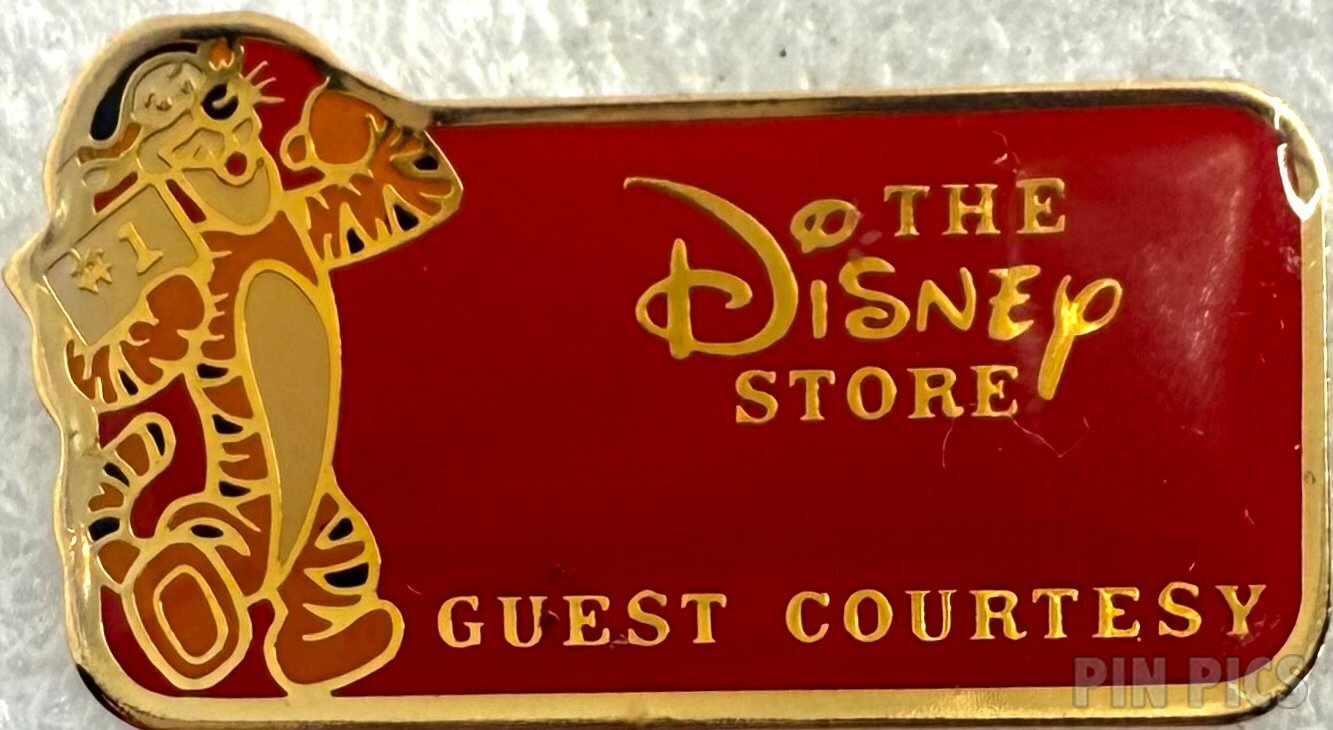 #1
THE
DISNEY
STORE
GUEST COURTESY
PIN PICS